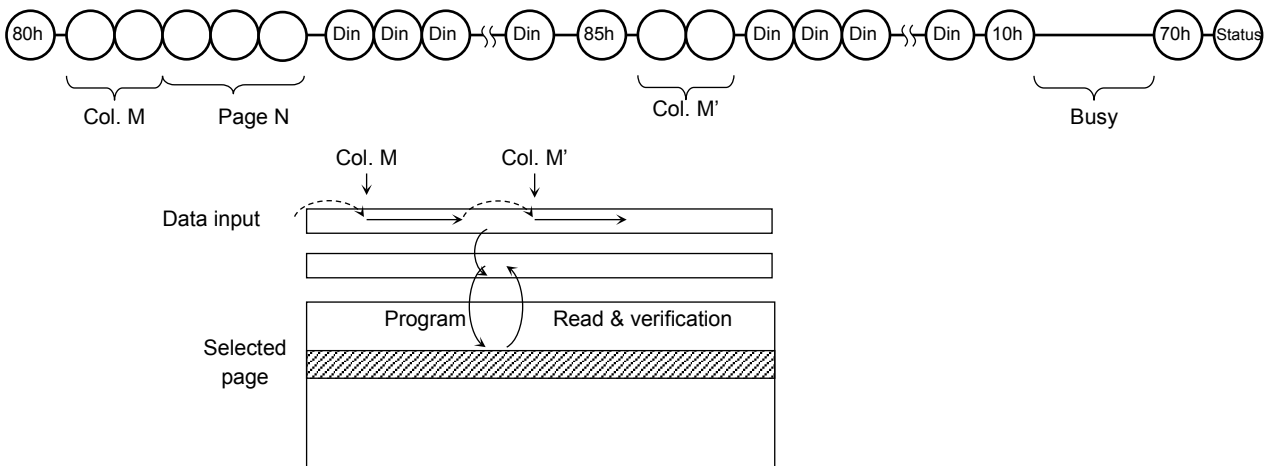 80h Din Din Din Din 85h Din Din Din Din 10h 70h Status
Col. M Page N Col. M’ Busy
Col. M Col. M’
Data input
Program Read & verification
Selected
page